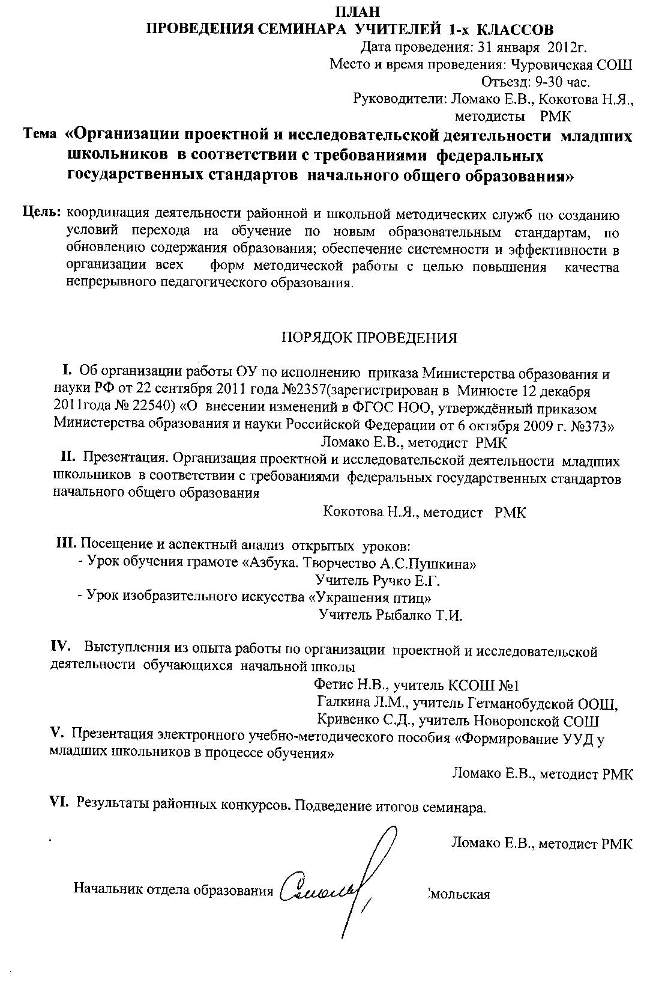 ПЛАН
ПРОВЕДЕНИЯ СЕМИНАРА УЧИТЕЛЕЙ 1-х КЛАССОВ
Дата проведения: 31 января 2012г.
Место и время проведения: Чуровичская СОШ
Отъезд: 9-30 час.
Руководители: Ломако Е.В., Кокотова Н.Я.,
методисты РМК
Тема «Организации проектной и исследовательской деятельности младших
школьников в соответствии с требованиями федеральных
государственных стандартов начального общего образования»
Цель: координация деятельности районной и школьной методических служб по созданию
условий перехода на обучение по новым образовательным стандартам, по
обновлению содержания образования; обеспечение системности и эффективности в
организации всех форм методической работы с целью повышения качества
непрерывного педагогического образования.
ПОРЯДОК ПРОВЕДЕНИЯ
I. Об организации работы ОУ по исполнению приказа Министерства образования и
науки РФ от 22 сентября 2011 года №2357(зарегистрирован в Минюсте 12 декабря
2011года № 22540) «О внесении изменений в ФГОС НОО, утверждённый приказом
Министерства образования и науки Российской Федерации от 6 октября 2009 г. №373»
Ломако Е.В., методист РМК
II. Презентация. Организация проектной и исследовательской деятельности младших
школьников в соответствии с требованиями федеральных государственных стандартов
начального общего образования
Кокотова Н.Я., методист РМК
III. Посещение и аспектный анализ открытых уроков:
- Урок обучения грамоте «Азбука. Творчество А.С.Пушкина»
Учитель Ручко Е.Г.
- Урок изобразительного искусства «Украшения птиц»
Учитель Рыбалко Т.И.
IV. Выступления из опыта работы по организации проектной и исследовательской
деятельности обучающихся начальной школы
Фетис Н.В., учитель КСОШ №1
Галкина Л.М., учитель Гетманобудской ООШ,
Кривенко С.Д., учитель Новоропской СОШ
V. Презентация электронного учебно-методического пособия «Формирование УУД у
младших школьников в процессе обучения»
Ломако Е.В., методист РМК
VI. Результаты районных конкурсов. Подведение итогов семинара.
Ломако Е.В., методист РМК
Начальник отдела образования мольская